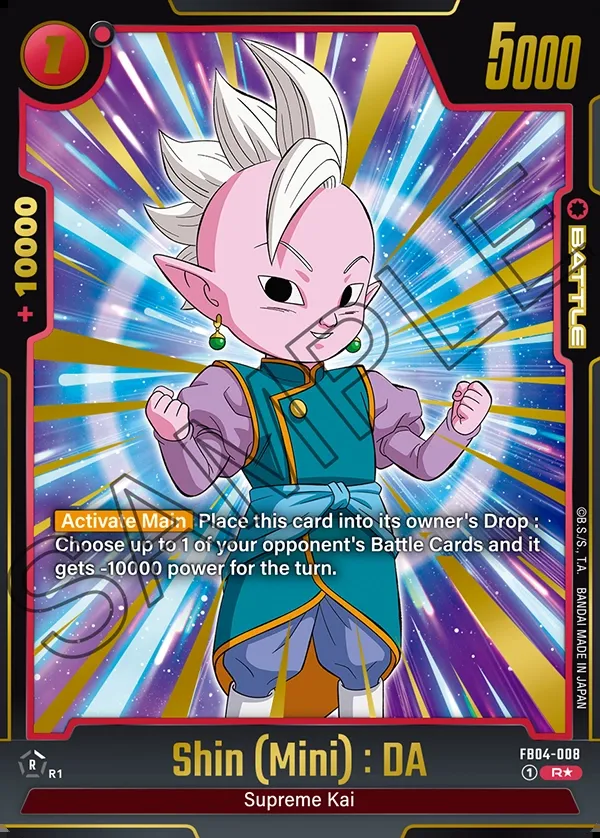 1
5000
+10000
BATTLE
SAMPLE
Activate Main Place this card into its owner's Drop :
Choose up to 1 of your opponent's Battle Cards and it
gets -10000 power for the turn.
©B.S./S., T.A. BANDAI MADE IN JAPAN
R R1
Shin (Mini) : DA
FB04-008
1 R★
Supreme Kai